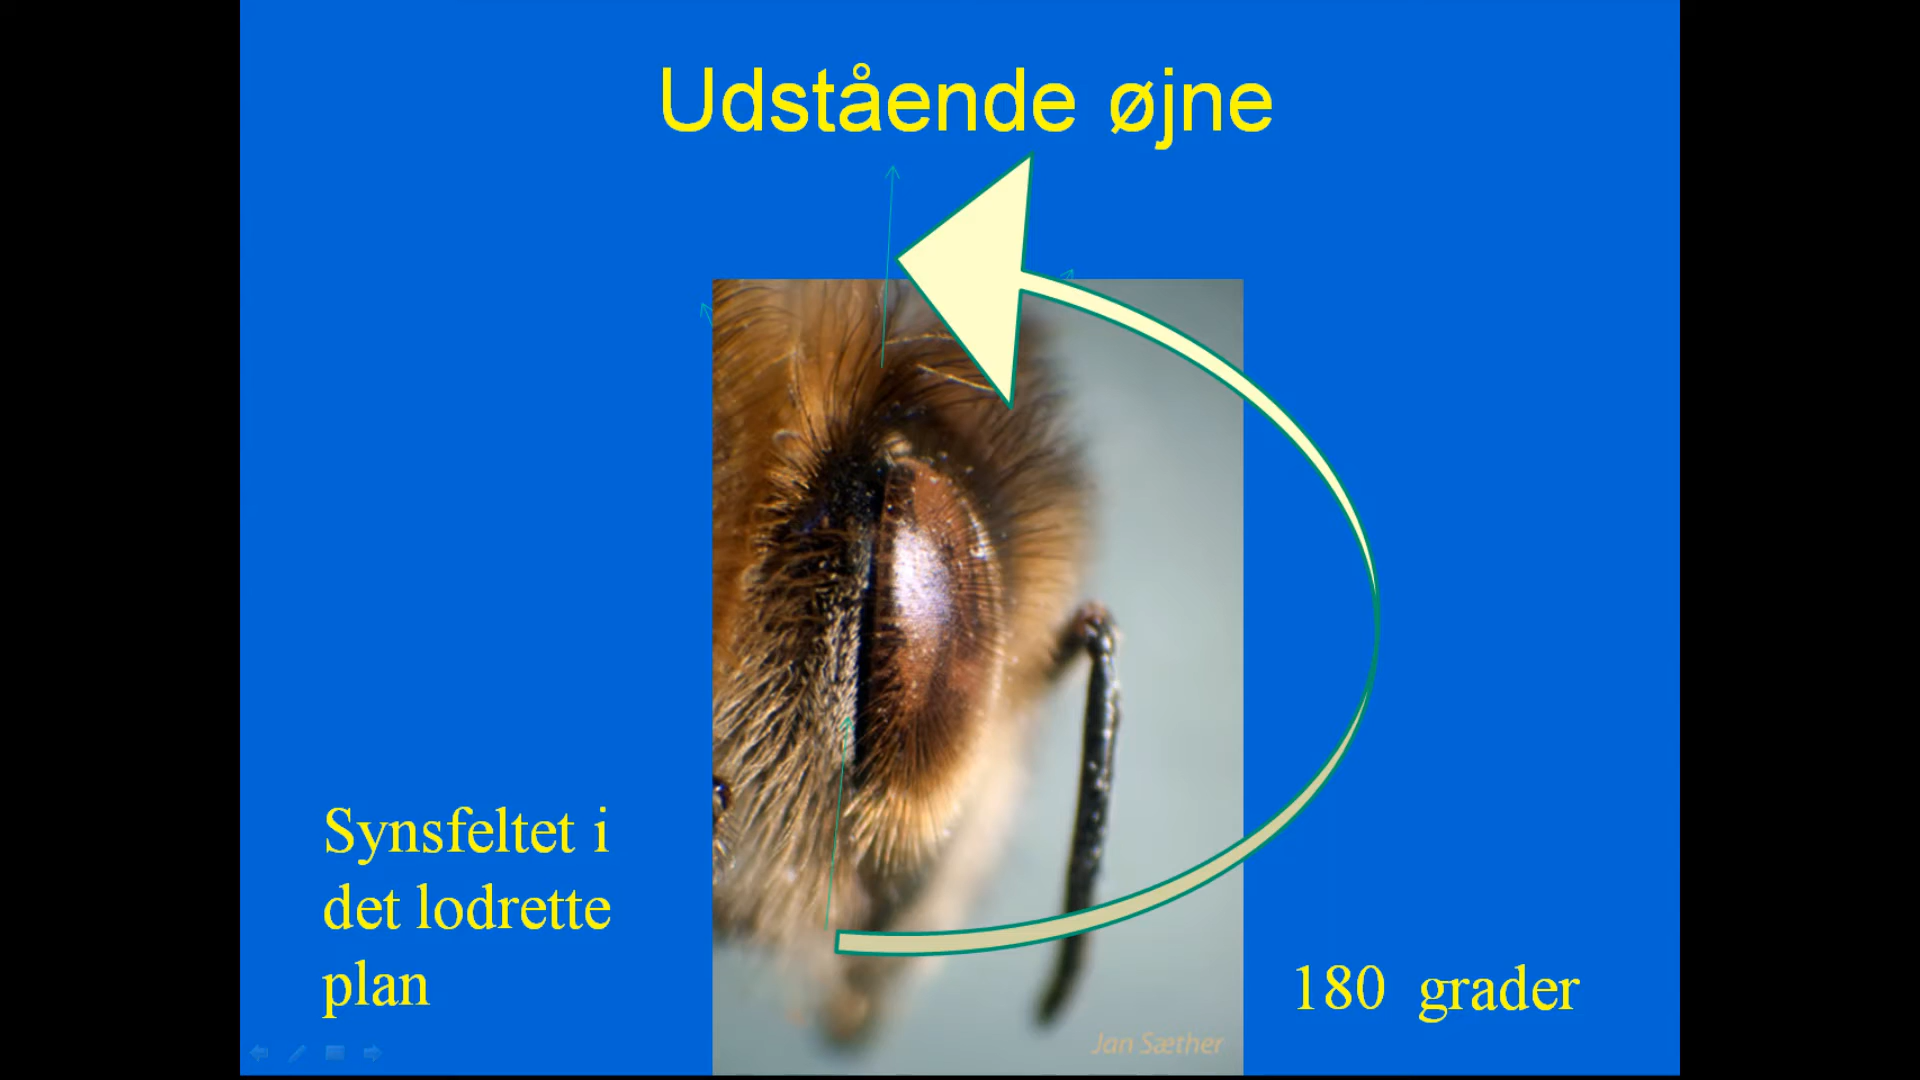 Udstående øjne
Synsfeltet i
det lodrette
plan
180 grader
Jan Sæther